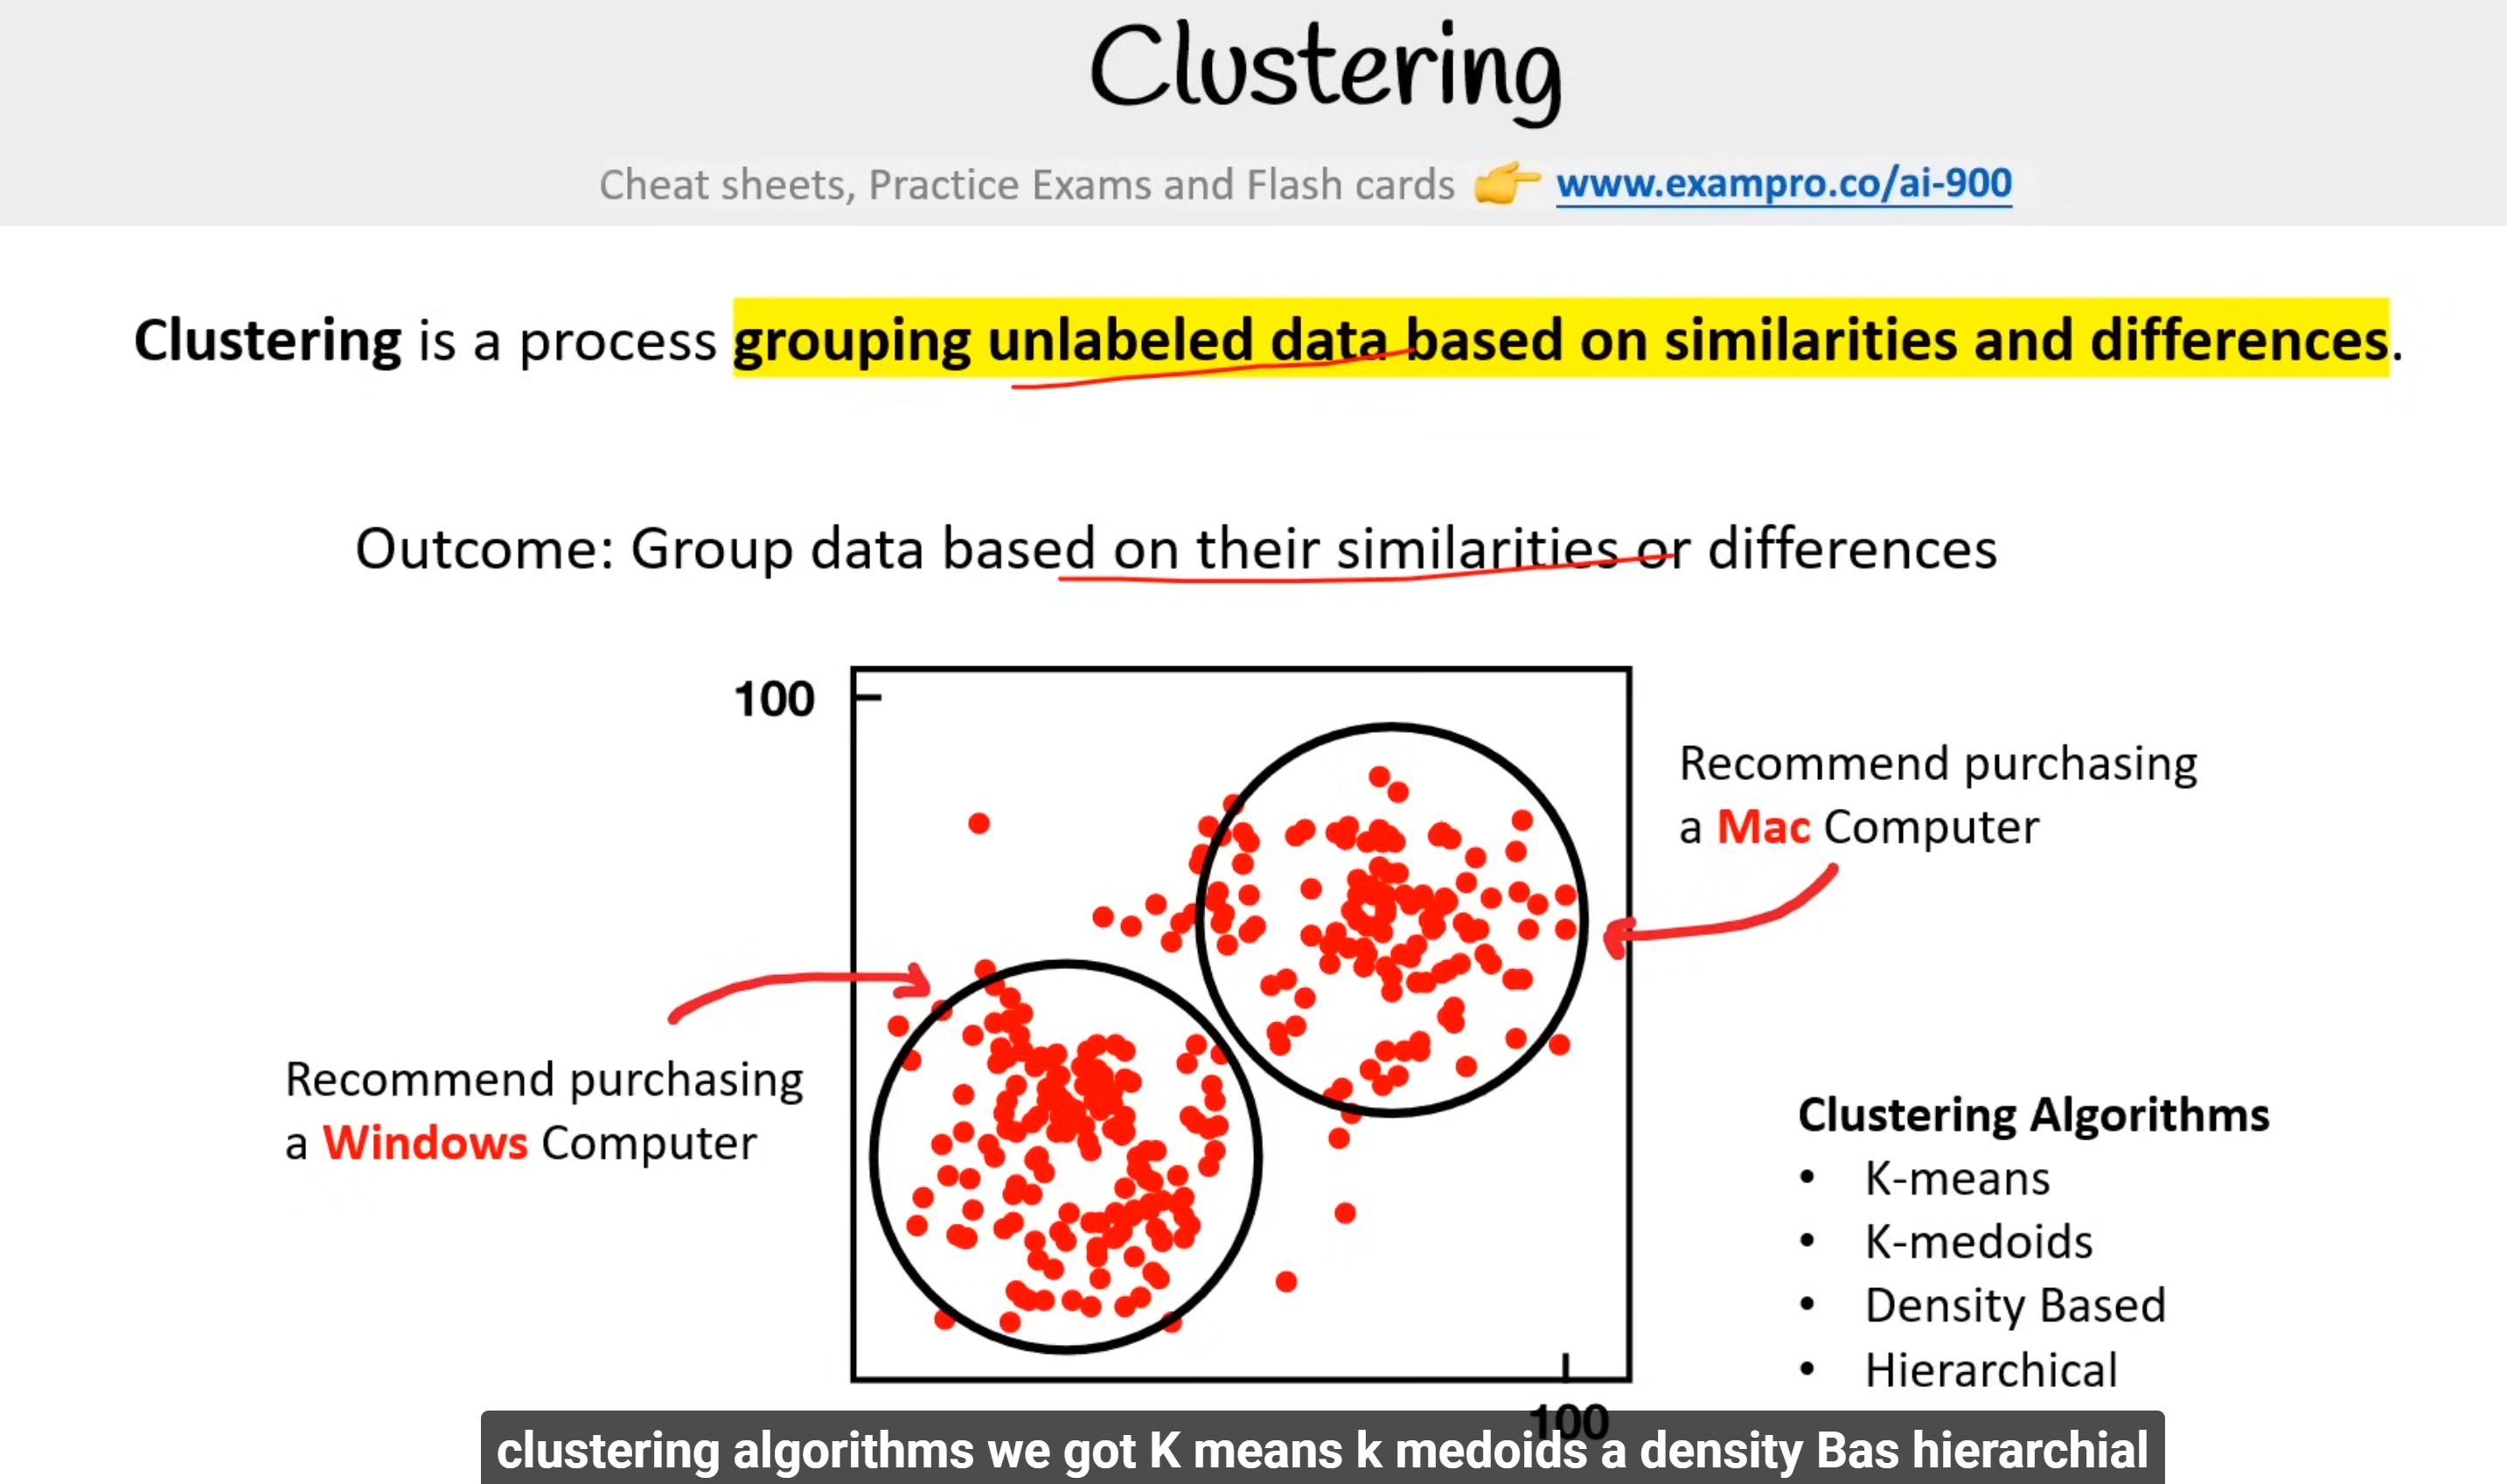 Clustering
Cheat sheets, Practice Exams and Flash cards 👉 www.exampro.co/ai-900
Clustering is a process grouping unlabeled data based on similarities and differences.
Outcome: Group data based on their similarities or differences
100
Recommend purchasing
a Mac Computer
Recommend purchasing
a Windows Computer
Clustering Algorithms
• K-means
• K-medoids
• Density Based
• Hierarchical
100
clustering algorithms we got K means k medoids a density Bas hierarchial